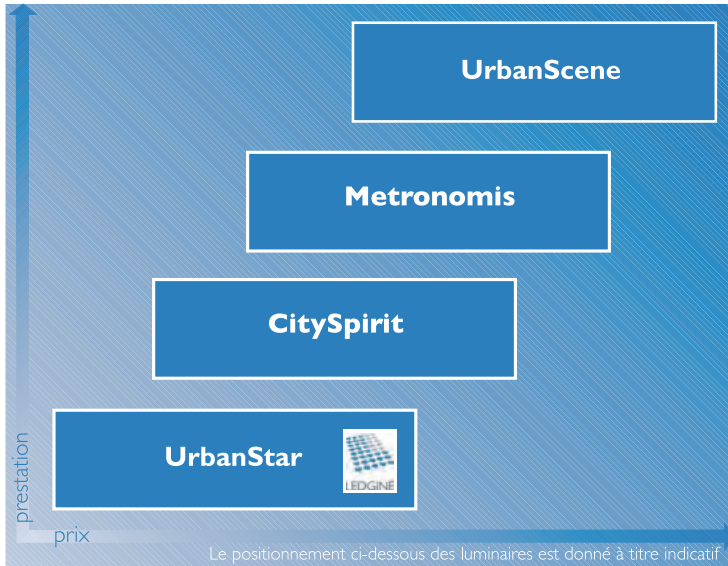 UrbanScene
Metronomis
CitySpirit
UrbanStar
LEDGINE
prestation
prix
Le positionnement ci-dessous des luminaires est donné à titre indicatif